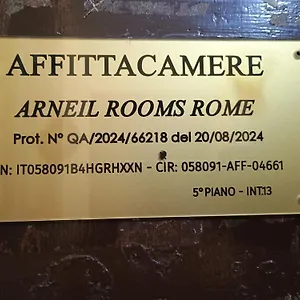 AFFITTACAMERE
ARNEIL ROOMS ROME
Prot. N° QA/2024/66218 del 20/08/2024
N: IT058091B4HGRHXXN - CIR: 058091-AFF-04661
5° PIANO - INT.13